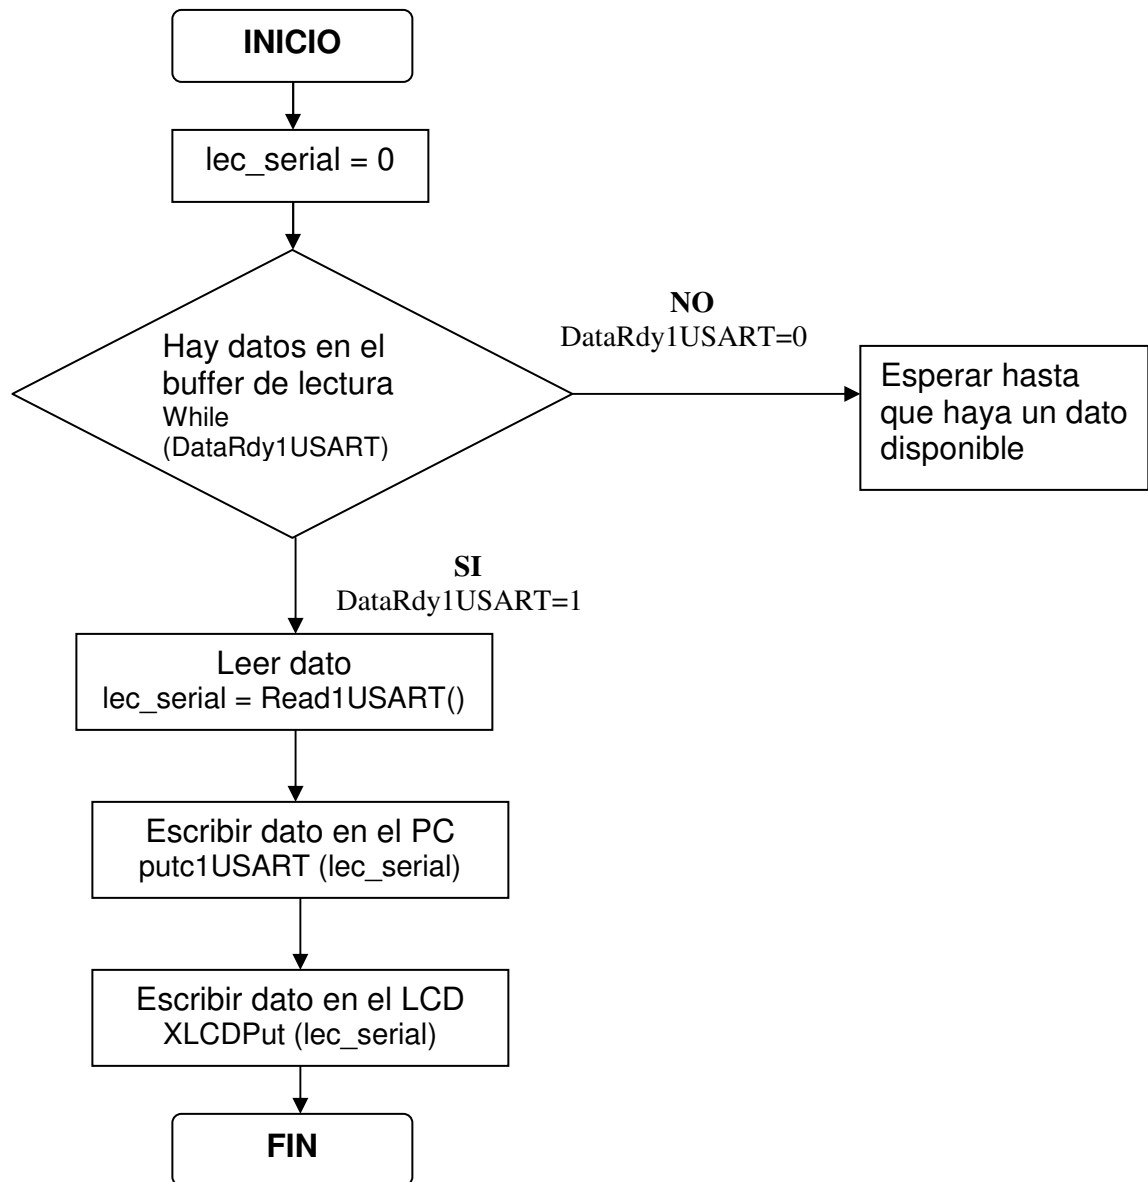 INICIO
lec_serial = 0
NO
DataRdy1USART=0
Hay datos en el
buffer de lectura
While
(DataRdy1USART)
Esperar hasta
que haya un dato
disponible
SI
DataRdy1USART=1
Leer dato
lec_serial = Read1USART()
Escribir dato en el PC
putc1USART (lec_serial)
Escribir dato en el LCD
XLCDPut (lec_serial)
FIN